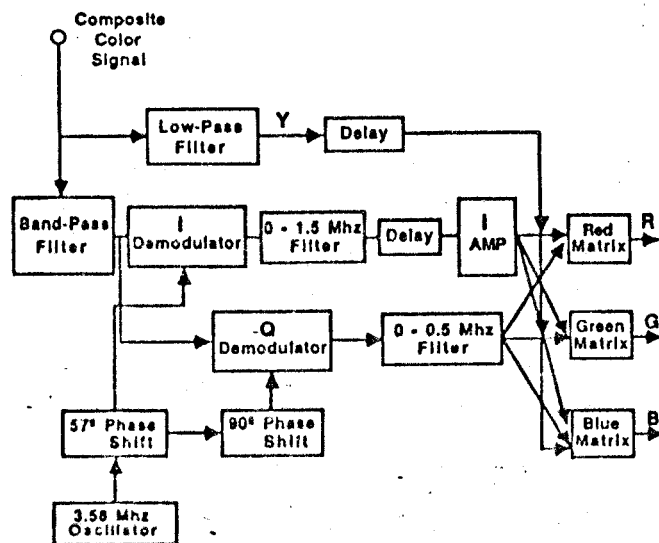 Composite
Color
Signal
Low-Pass
Filter
Y
Delay
Band-Pass
Filter
I
Demodulator
0 - 1.5 Mhz
Filter
Delay
I
AMP
Red
Matrix
R
-Q
Demodulator
0 - 0.5 Mhz
Filter
Green
Matrix
G
57° Phase
Shift
90° Phase
Shift
Blue
Matrix
B
3.58 Mhz
Oscillator